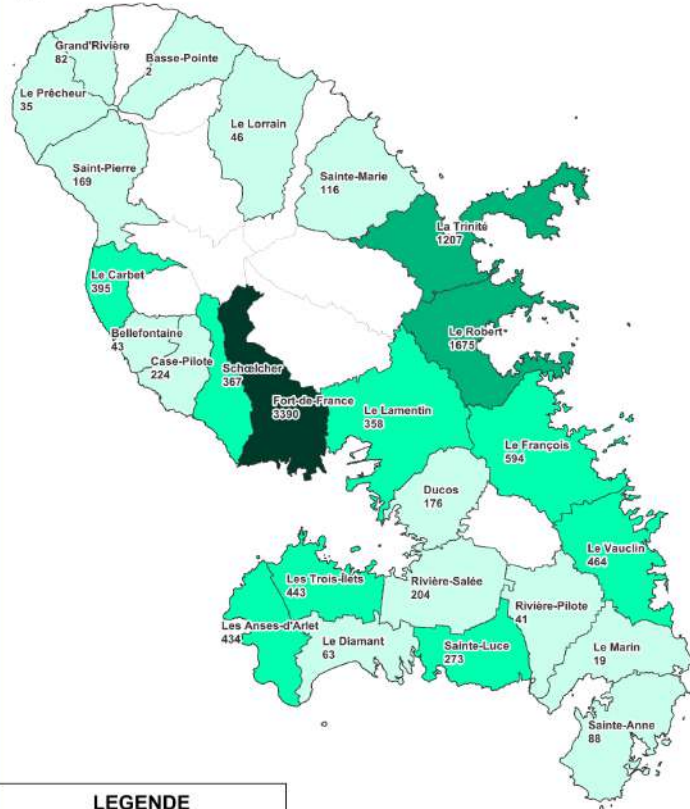 Grand'Rivière
82
Basse-Pointe
2
Le Prêcheur
35
Le Lorrain
46
Saint-Pierre
169
Sainte-Marie
116
La Trinité
1207
Le Carbet
395
Le Robert
1675
Bellefontaine
43
Case-Pilote
224
Schœlcher
367
Fort-de-France
3390
Le Lamentin
358
Le François
594
Ducos
176
Le Vauclin
464
Les Trois-Îlets
443
Rivière-Salée
204
Rivière-Pilote
41
Les Anses-d'Arlet
434
Le Diamant
63
Sainte-Luce
273
Le Marin
19
Sainte-Anne
88
LEGENDE